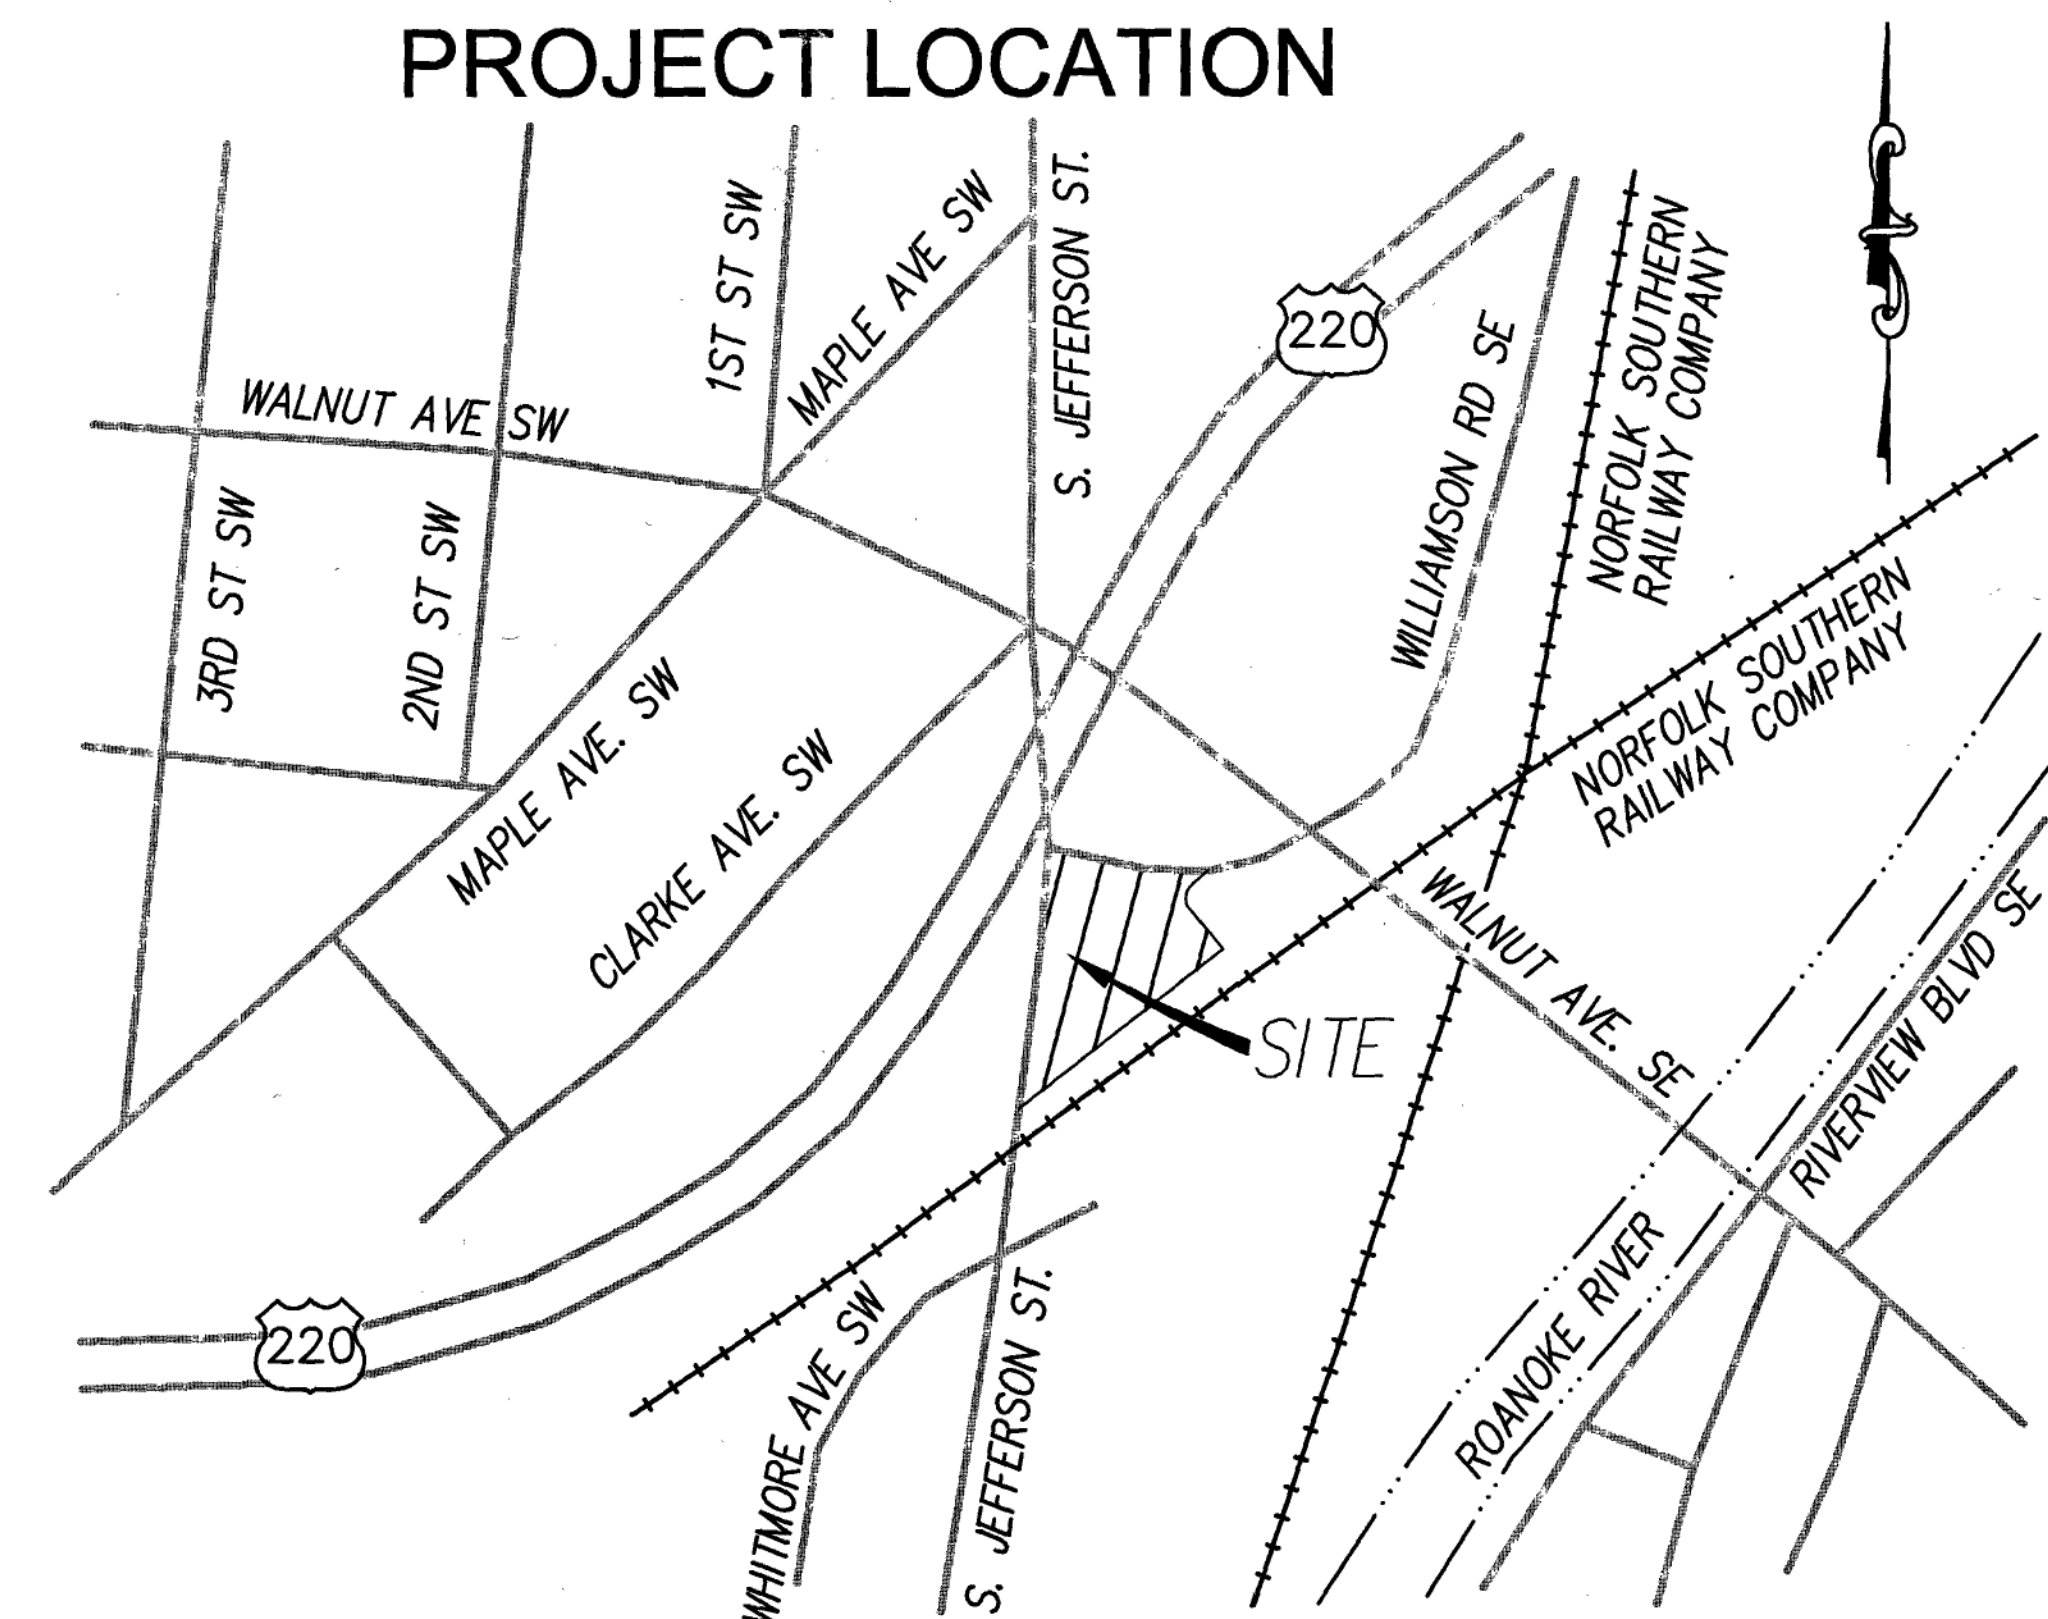 PROJECT LOCATION
1ST ST SW
MAPLE AVE SW
S. JEFFERSON ST.
220
WILLIAMSON RD SE
NORFOLK SOUTHERN
RAILWAY COMPANY
WALNUT AVE SW
3RD ST SW
2ND ST SW
MAPLE AVE. SW
CLARKE AVE. SW
NORFOLK SOUTHERN
RAILWAY COMPANY
WALNUT AVE. SE
SITE
RIVERVIEW BLVD SE
ROANOKE RIVER
220
WHITMORE AVE SW
S. JEFFERSON ST.